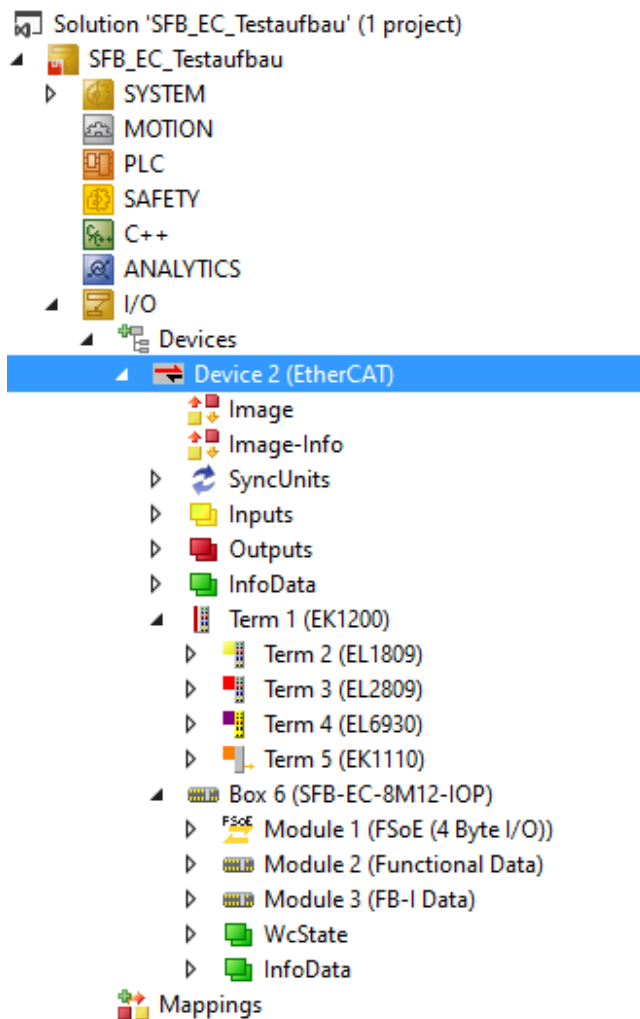 Solution 'SFB_EC_Testaufbau' (1 project)
SFB_EC_Testaufbau
SYSTEM
MOTION
PLC
SAFETY
C++
ANALYTICS
I/O
Devices
Device 2 (EtherCAT)
Image
Image-Info
SyncUnits
Inputs
Outputs
InfoData
Term 1 (EK1200)
Term 2 (EL1809)
Term 3 (EL2809)
Term 4 (EL6930)
Term 5 (EK1110)
Box 6 (SFB-EC-8M12-IOP)
FSoE Module 1 (FSoE (4 Byte I/O))
Module 2 (Functional Data)
Module 3 (FB-I Data)
WcState
InfoData
Mappings